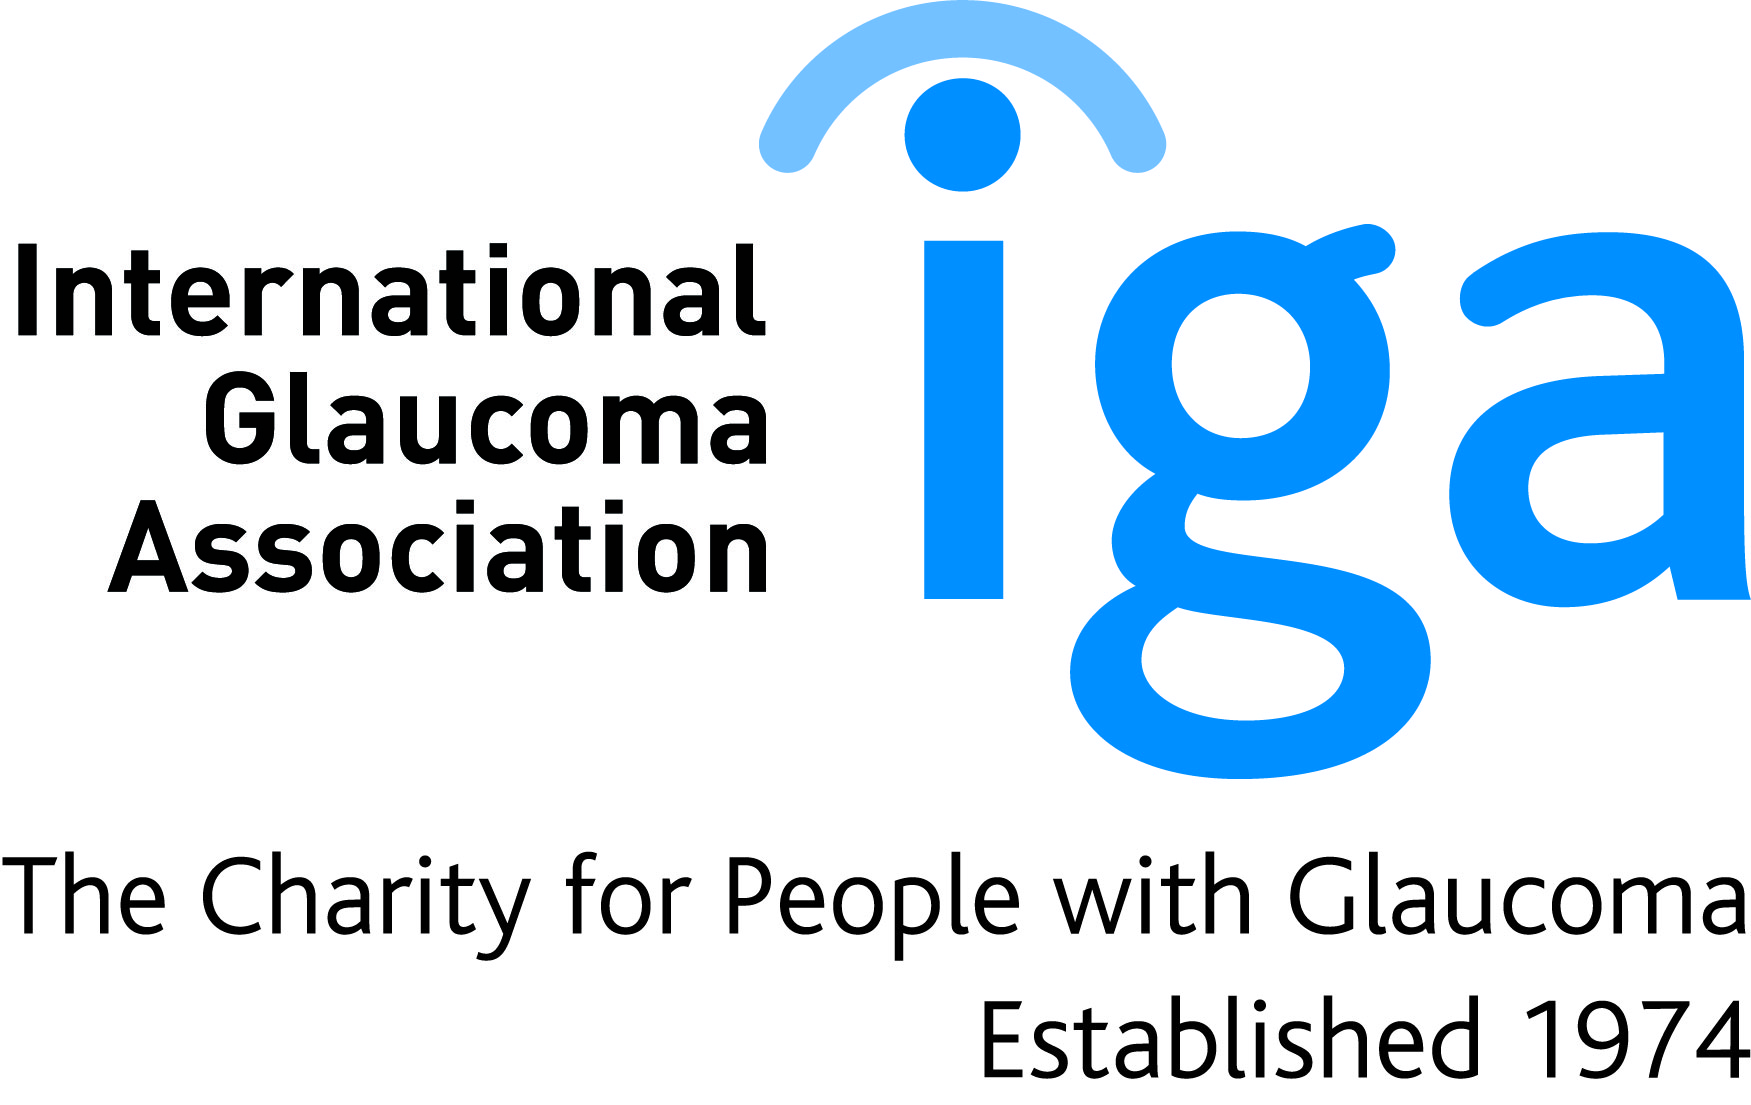 International
Glaucoma
Association
iga
The Charity for People with Glaucoma
Established 1974